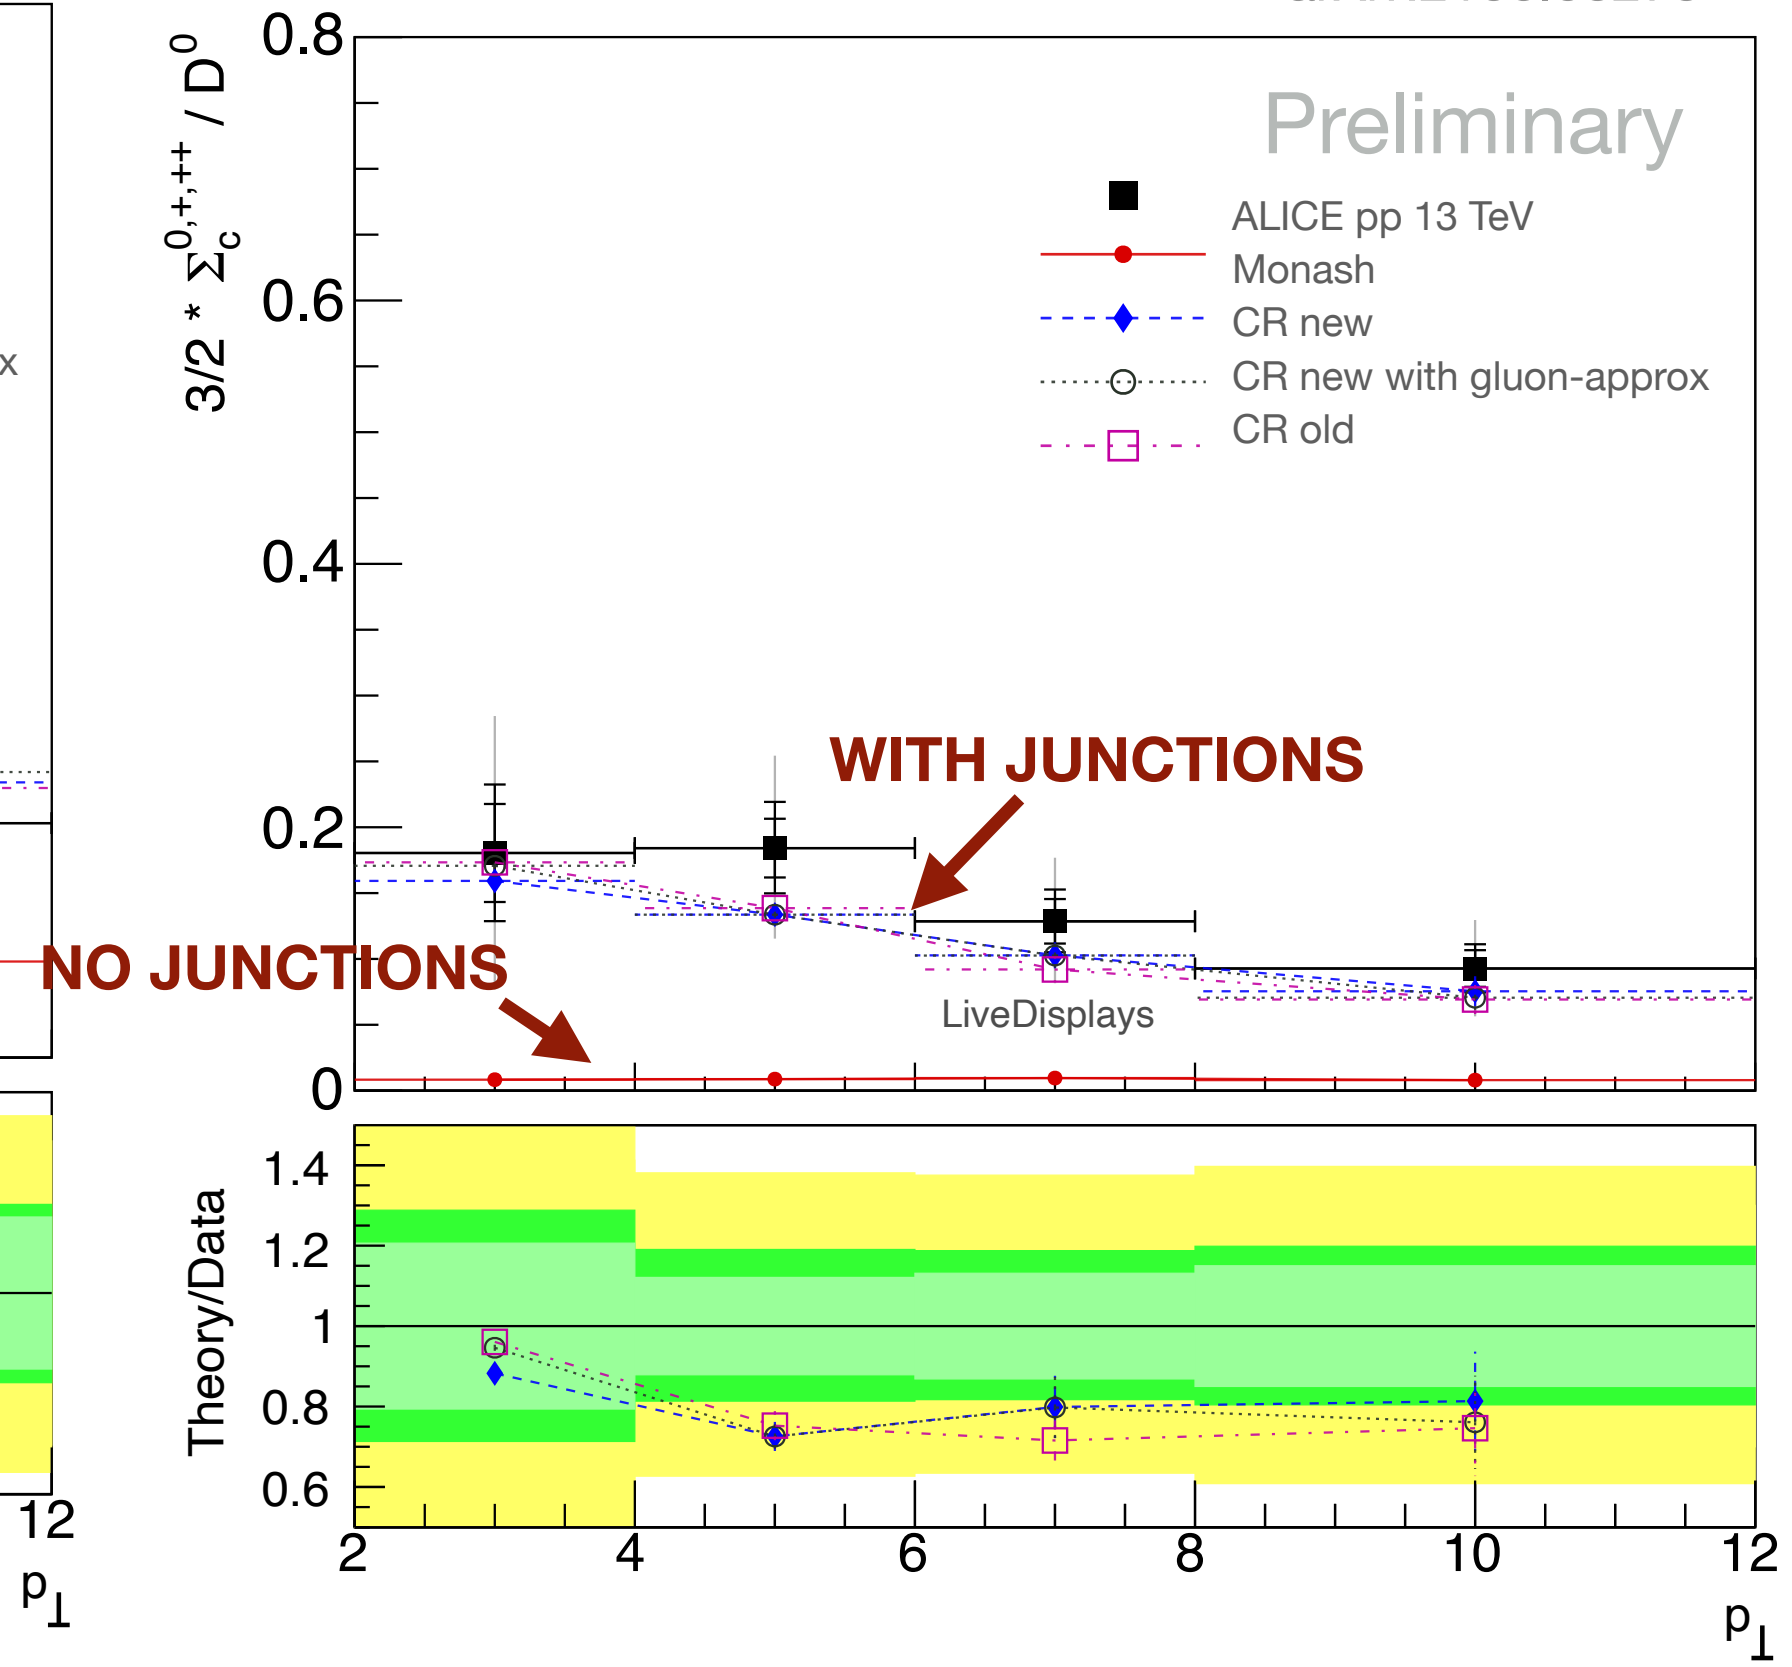 0.8
0.6
0.4
0.2
0
3/2 * Σc0,+,++ / D0
Preliminary
ALICE pp 13 TeV
Monash
CR new
CR new with gluon-approx
CR old
x
WITH JUNCTIONS
NO JUNCTIONS
LiveDisplays
Theory/Data
1.4
1.2
1
0.8
0.6
12
2 4 6 8 10 12
p⊥
p⊥